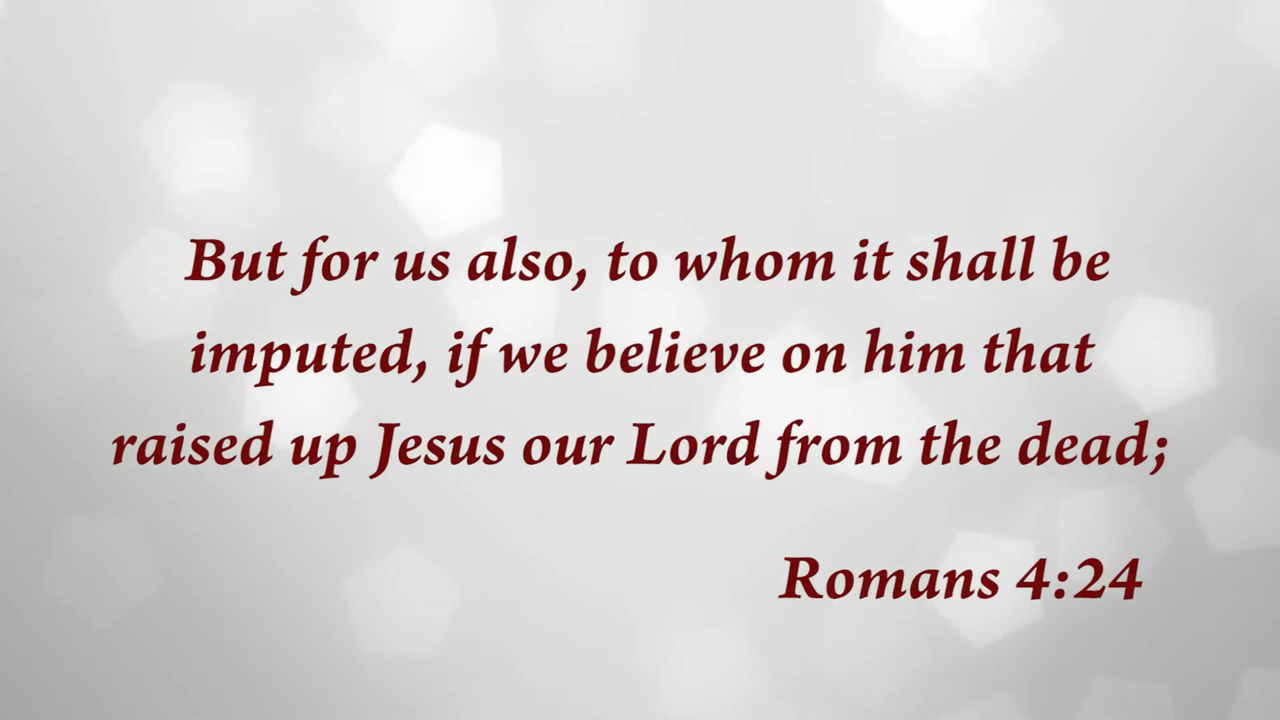 But for us also, to whom it shall be
imputed, if we believe on him that
raised up Jesus our Lord from the dead;
Romans 4:24